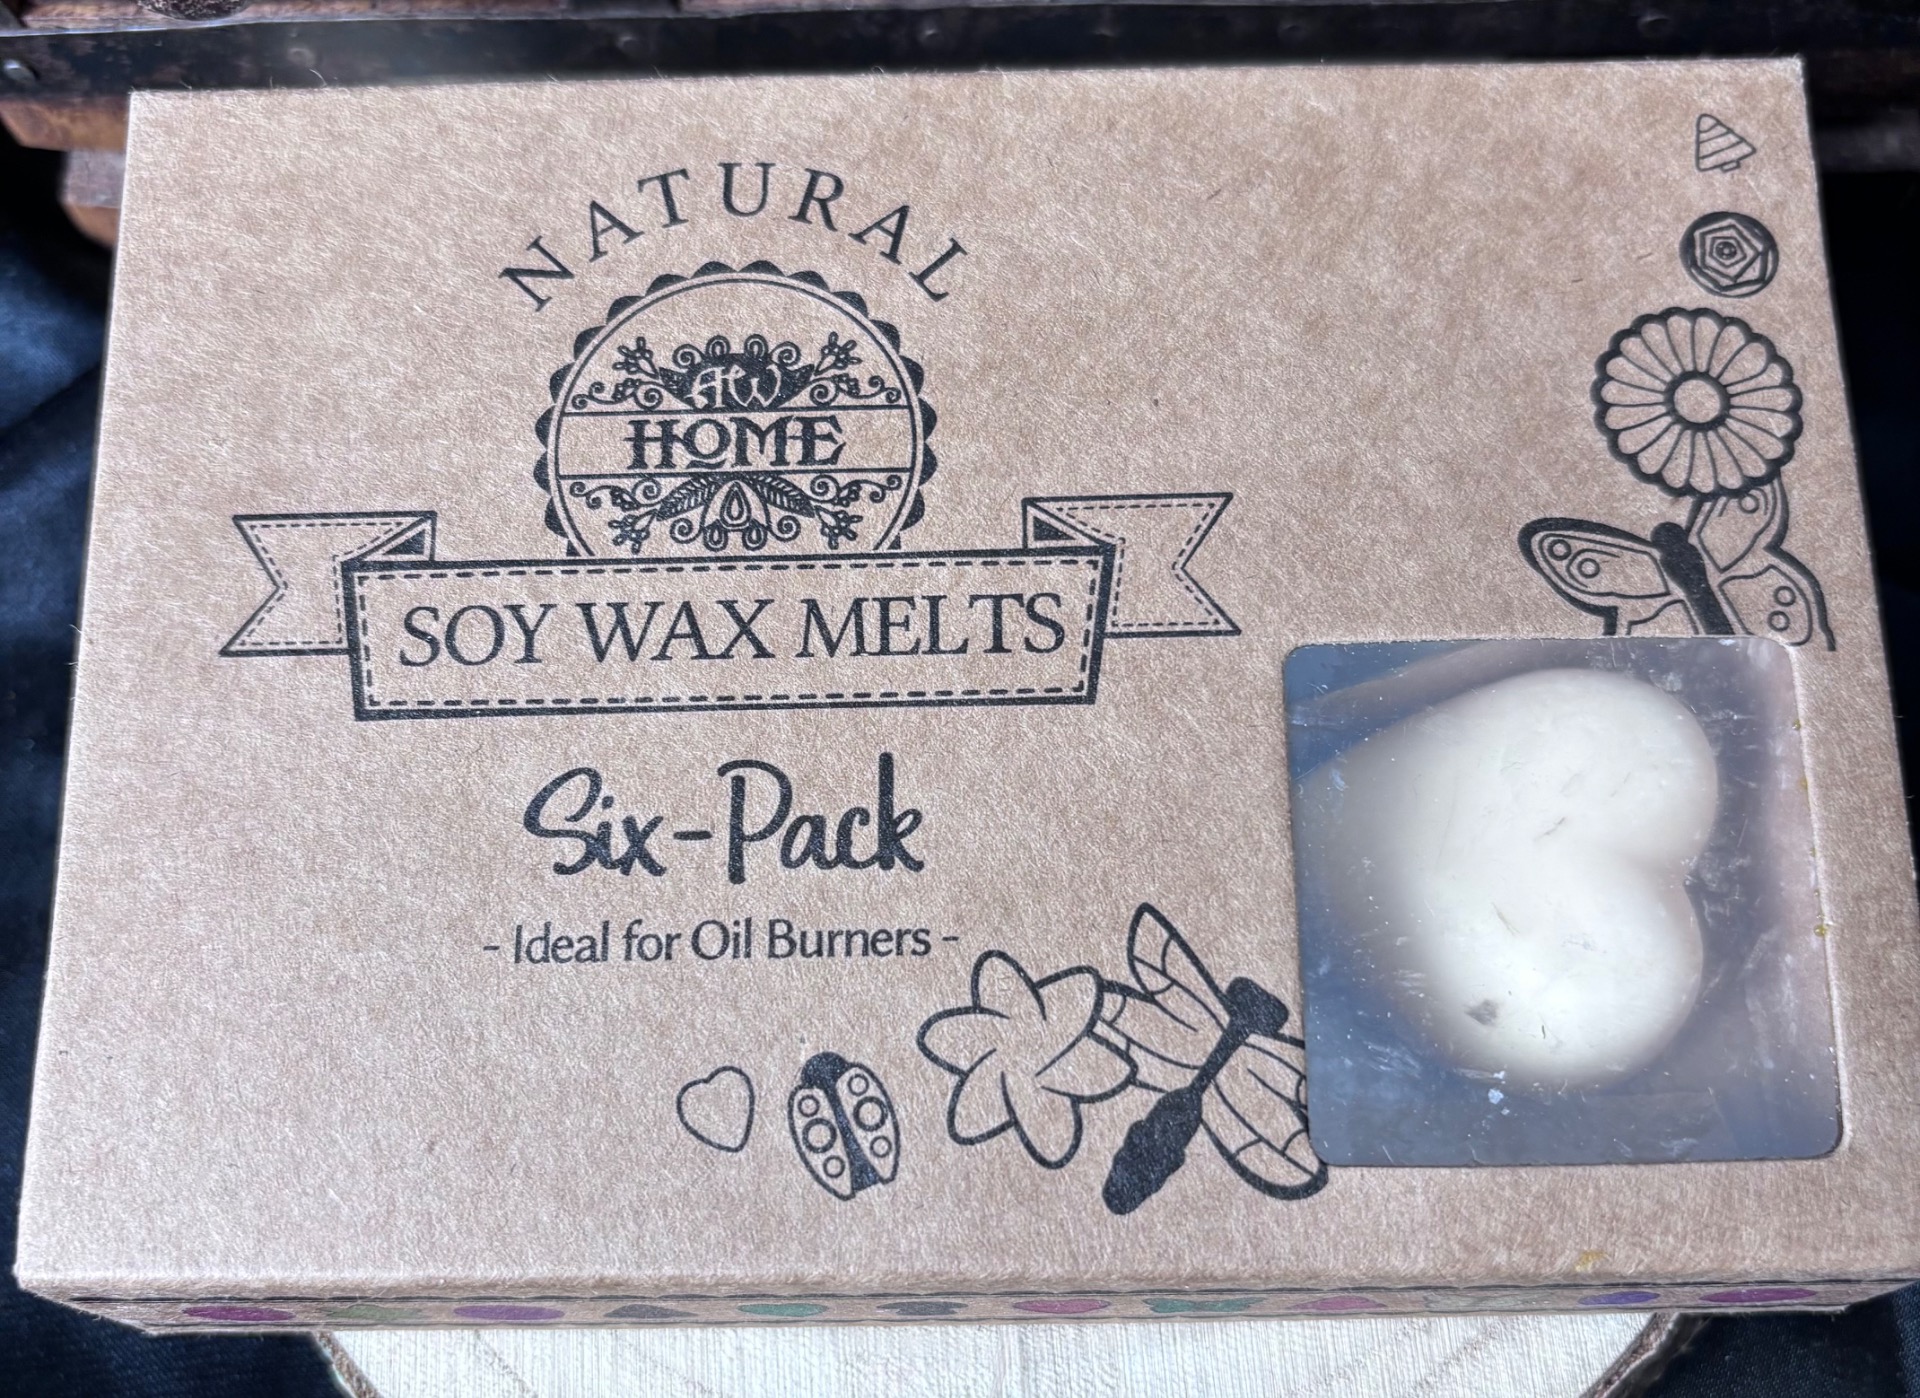 NATURAL
AW
HOME
SOY WAX MELTS
Six-Pack
- Ideal for Oil Burners -